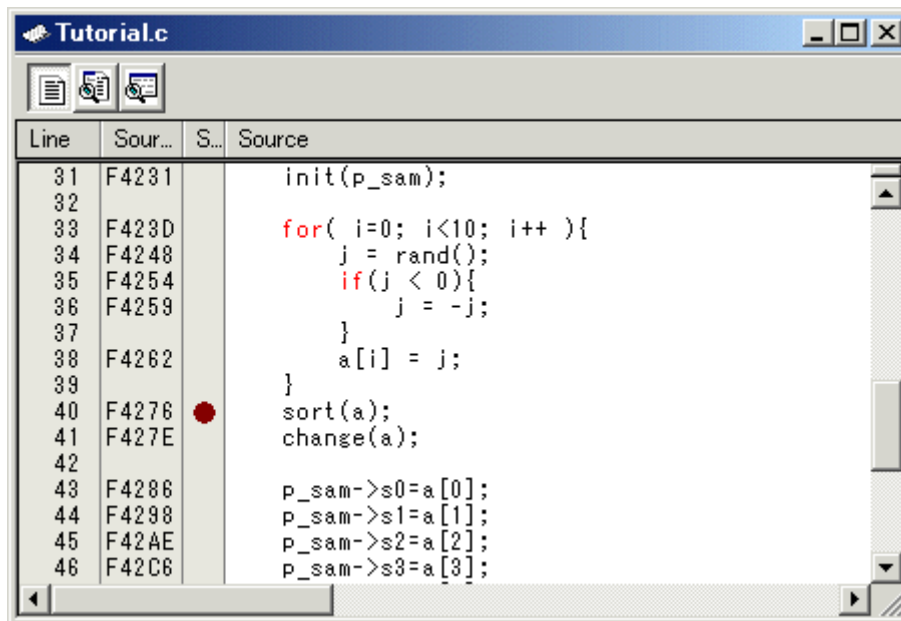 Tutorial.c
Line Sour... S... Source
31 F4231 init(p_sam);
32
33 F423D for( i=0; i<10; i++ ){
34 F4248 j = rand();
35 F4254 if(j < 0){
36 F4259 j = -j;
37 }
38 F4262 a[i] = j;
39 }
40 F4276 sort(a);
41 F427E change(a);
42
43 F4286 p_sam->s0=a[0];
44 F4298 p_sam->s1=a[1];
45 F42AE p_sam->s2=a[2];
46 F42C6 p_sam->s3=a[3];